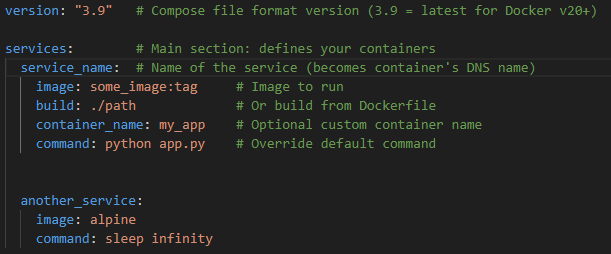 version: "3.9"   # Compose file format version (3.9 = latest for Docker v20+)
services:        # Main section: defines your containers
  service_name:  # Name of the service (becomes container's DNS name)
    image: some_image:tag     # Image to run
    build: ./path             # Or build from Dockerfile
    container_name: my_app    # Optional custom container name
    command: python app.py    # Override default command
  another_service:
    image: alpine
    command: sleep infinity